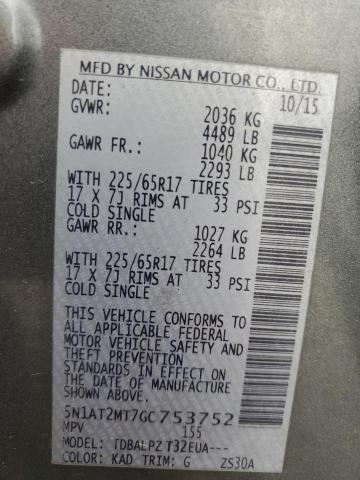 MFD BY NISSAN MOTOR CO., LTD.
DATE: 10/15
GVWR: 2036 KG
4489 LB
GAWR FR.: 1040 KG
2293 LB
WITH 225/65R17 TIRES
17 X 7J RIMS AT 33 PSI
COLD SINGLE
GAWR RR.: 1027 KG
2264 LB
WITH 225/65R17 TIRES
17 X 7J RIMS AT 33 PSI
COLD SINGLE
THIS VEHICLE CONFORMS TO
ALL APPLICABLE FEDERAL
MOTOR VEHICLE SAFETY AND
THEFT PREVENTION
STANDARDS IN EFFECT ON
THE DATE OF MANUFACTURE
SHOWN ABOVE.
5N1AT2MT7GC753752
MPV 155
MODEL: TDBALPZ T32EUA---
COLOR: KAD TRIM: G ZS30A